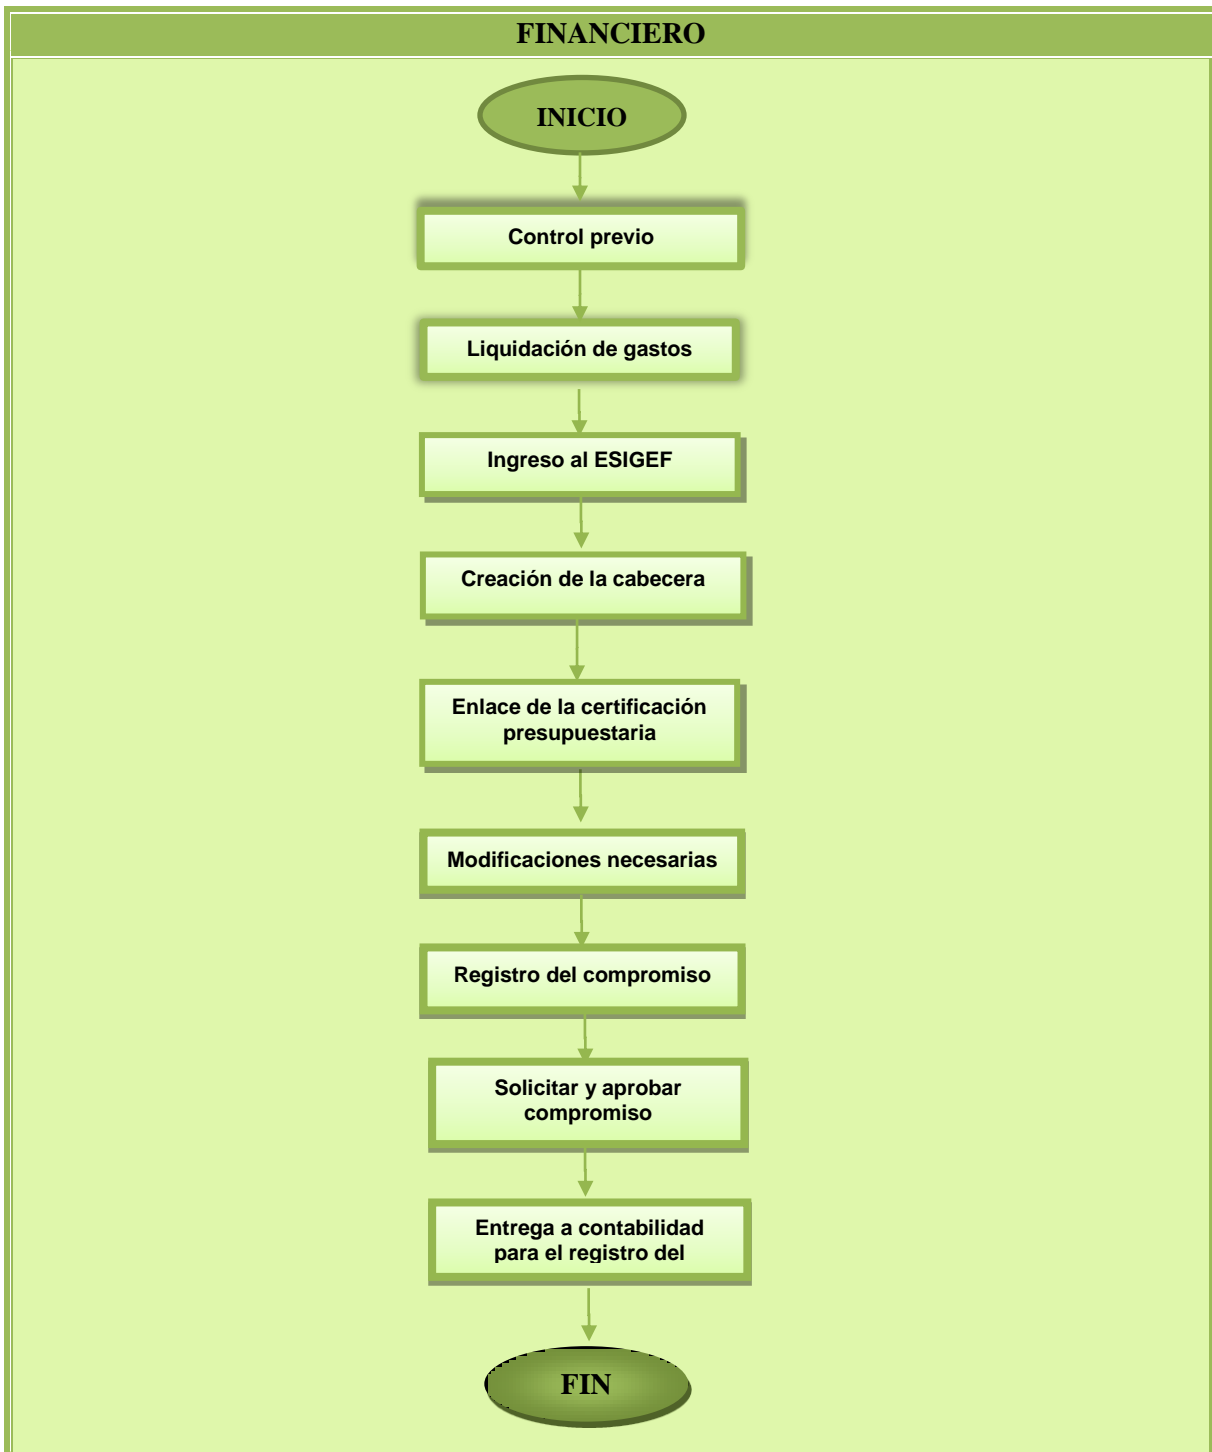 FINANCIERO
INICIO
Control previo
Liquidación de gastos
Ingreso al ESIGEF
Creación de la cabecera
Enlace de la certificación
presupuestaria
Modificaciones necesarias
Registro del compromiso
Solicitar y aprobar
compromiso
Entrega a contabilidad
para el registro del
FIN